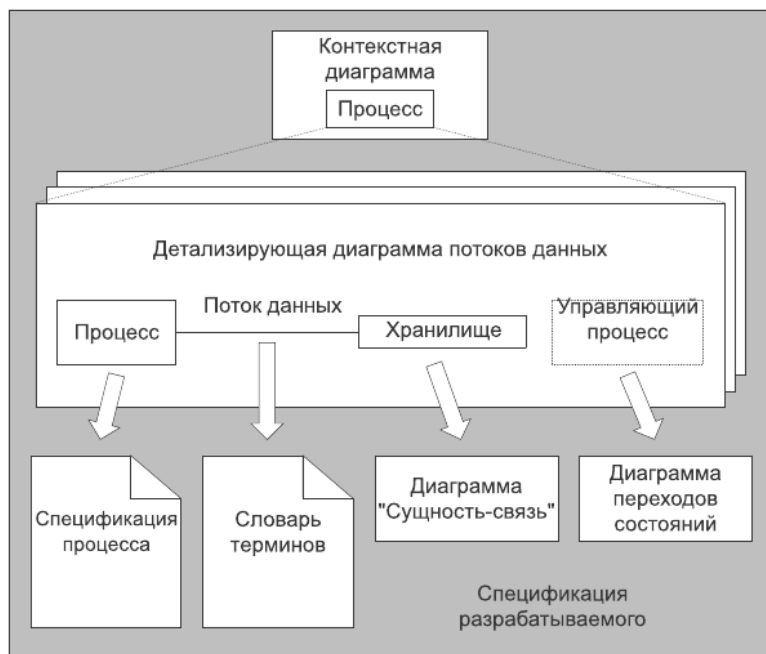 Контекстная
диаграмма
Процесс
Детализирующая диаграмма потоков данных
Процесс
Поток данных
Хранилище
Управляющий
процесс
Спецификация
процесса
Словарь
терминов
Диаграмма
"Сущность-связь"
Диаграмма
переходов
состояний
Спецификация
разрабатываемого